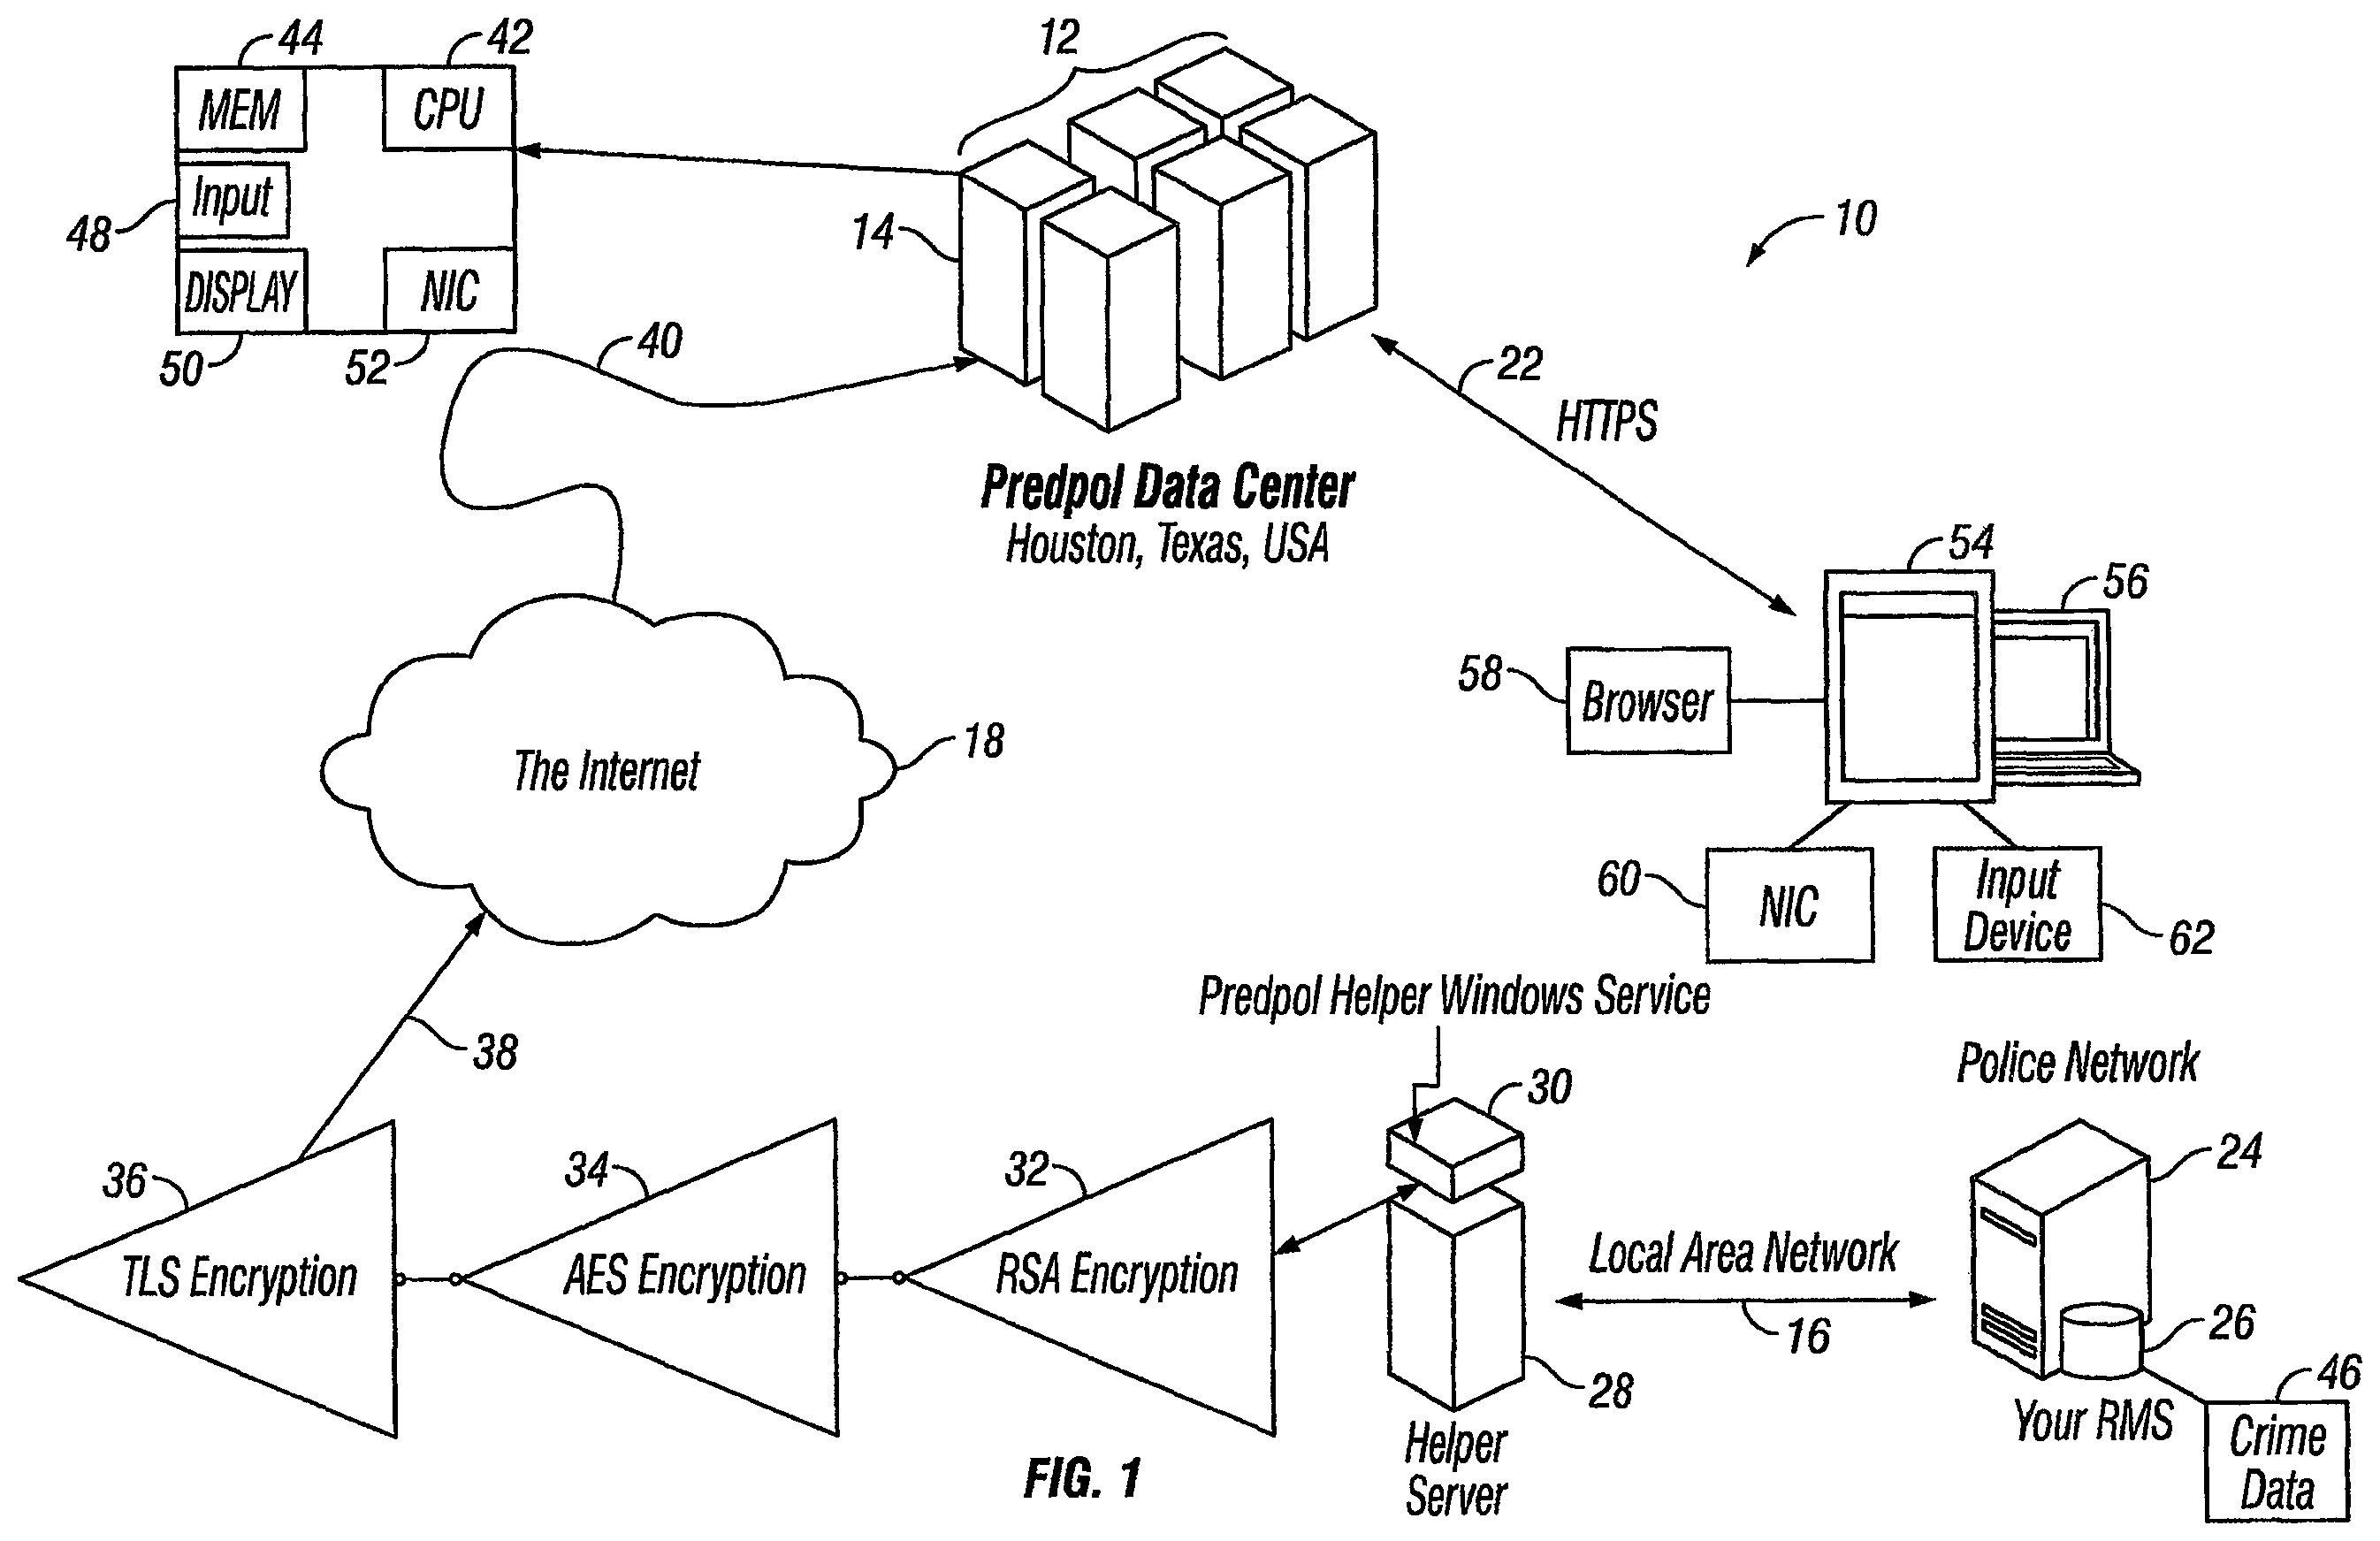 44
42
12
MEM
CPU
Input
48
14
10
DISPLAY
NIC
50
52
40
22
HTTPS
Predpol Data Center
Houston, Texas, USA
54
56
58
Browser
18
The Internet
60
NIC
Input
Device
62
Predpol Helper Windows Service
38
Police Network
30
36
34
32
24
TLS Encryption
AES Encryption
RSA Encryption
Local Area Network
16
26
28
46
Your RMS
Helper
Server
Crime
Data
FIG. 1